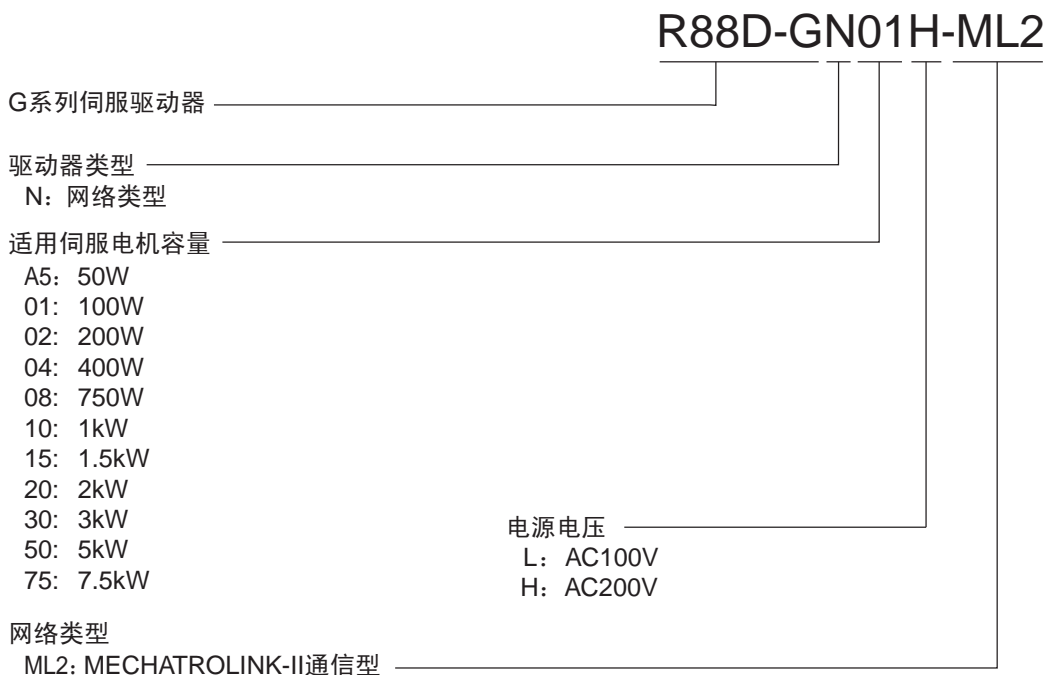 R88D-GN01H-ML2
G系列伺服驱动器
驱动器类型
N：网络类型
适用伺服电机容量
A5：50W
01: 100W
02: 200W
04: 400W
08: 750W
10: 1kW
15: 1.5kW
20: 2kW
30: 3kW
50: 5kW
75: 7.5kW
电源电压
L：AC100V
H：AC200V
网络类型
ML2：MECHATROLINK-II通信型